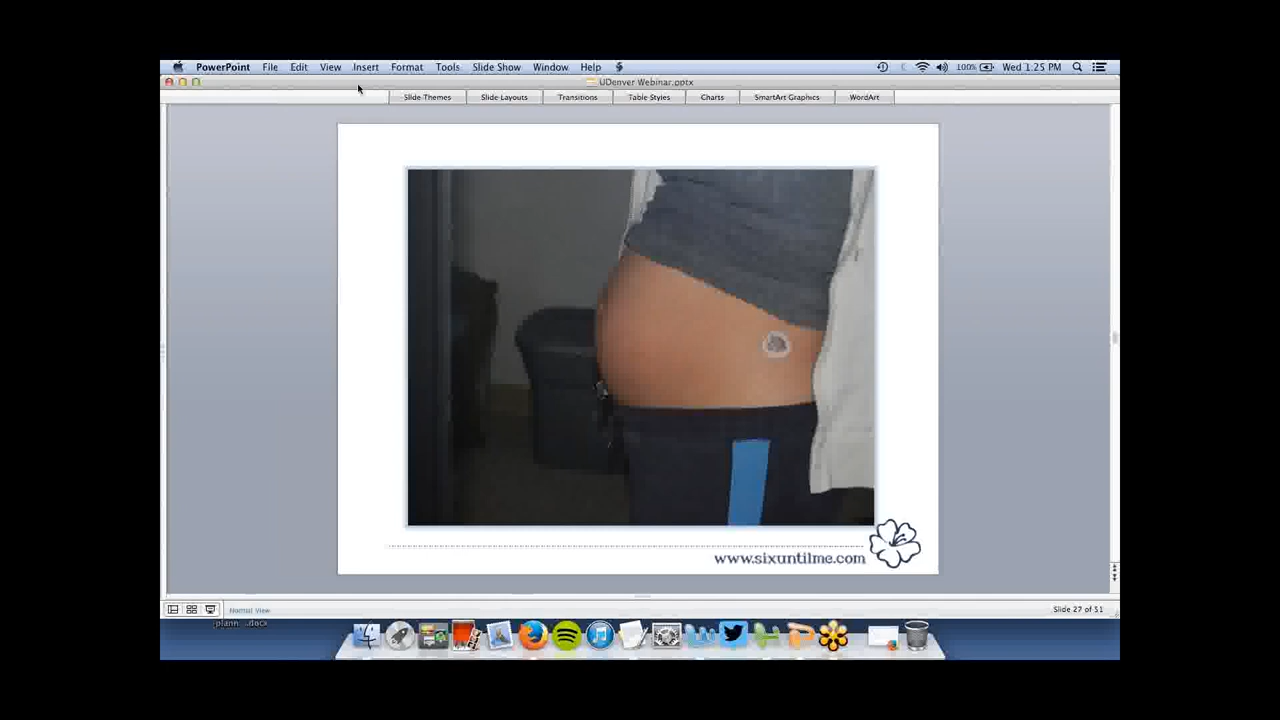 PowerPoint File Edit View Insert Format Tools Slide Show Window Help 100% Wed 1:25 PM
UDenver Webinar.pptx
Slide Themes Slide Layouts Transitions Table Styles Charts SmartArt Graphics WordArt
www.sixuntilme.com
Normal View Slide 27 of 51
-plann ...docx